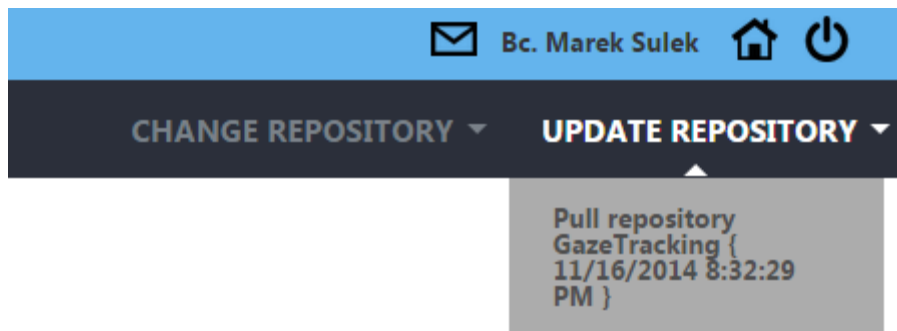 Bc. Marek Sulek
CHANGE REPOSITORY
UPDATE REPOSITORY
Pull repository
GazeTracking {
11/16/2014 8:32:29
PM }